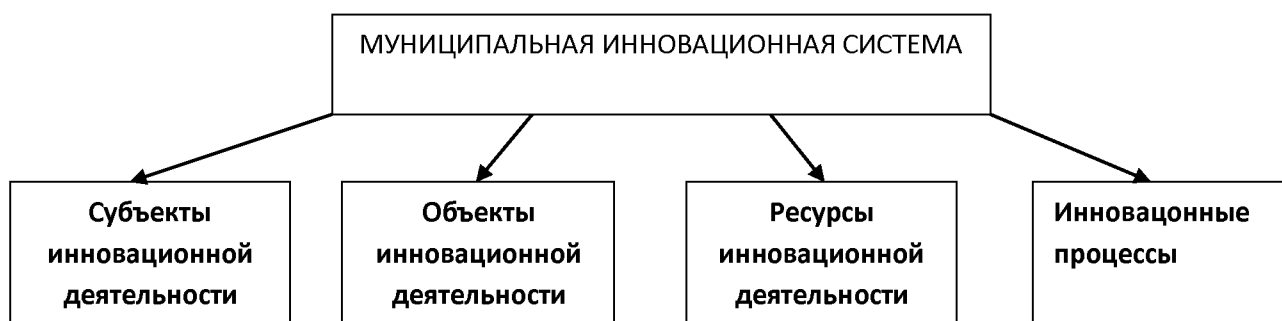 МУНИЦИПАЛЬНАЯ ИННОВАЦИОННАЯ СИСТЕМА
Субъекты
инновационной
деятельности
Объекты
инновационной
деятельности
Ресурсы
инновационной
деятельности
Инновацонные
процессы